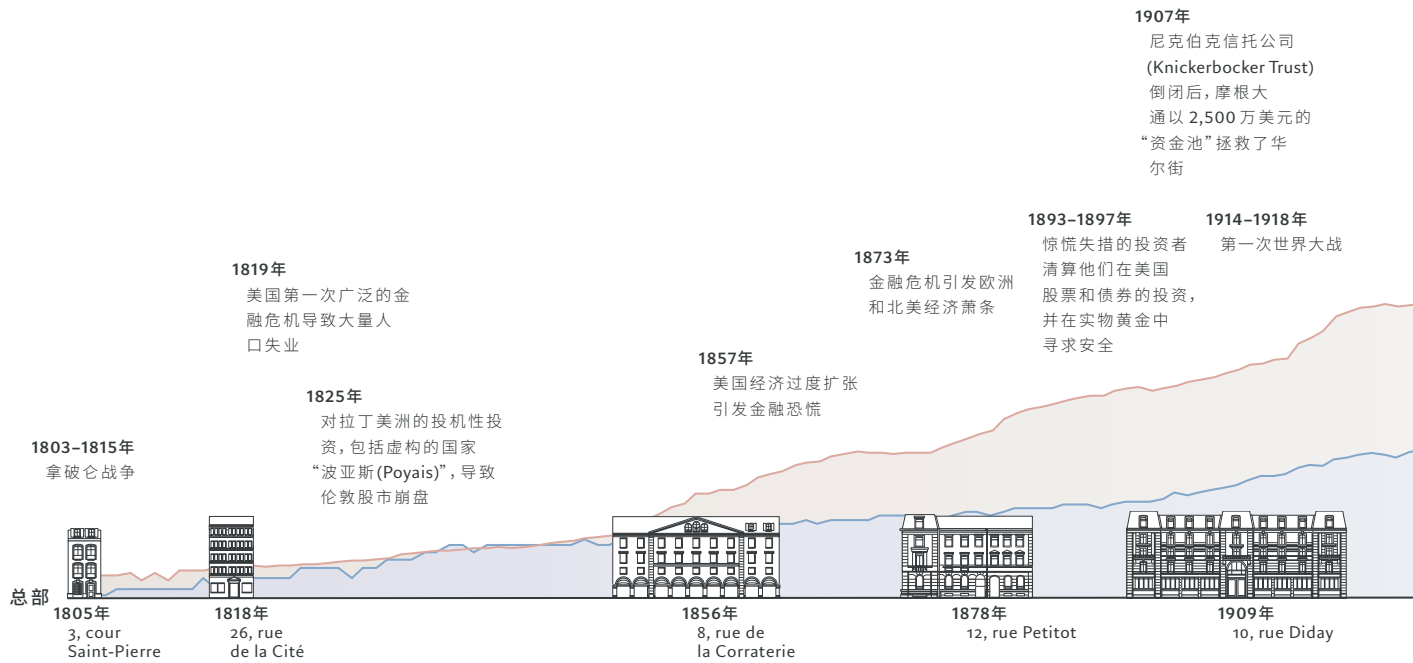 1907年
尼克伯克信托公司
(Knickerbocker Trust)
倒闭后，摩根大
通以 2,500 万美元的
“资金池”拯救了华
尔街
1893–1897年
惊慌失措的投资者
清算他们在美国
股票和债券的投资，
并在实物黄金中
寻求安全
1914–1918年
第一次世界大战
1873年
金融危机引发欧洲
和北美经济萧条
1819年
美国第一次广泛的金
融危机导致大量人
口失业
1857年
美国经济过度扩张
引发金融恐慌
1825年
对拉丁美洲的投机性投
资，包括虚构的国家
“波亚斯(Poyais)”，导致
伦敦股市崩盘
1803–1815年
拿破仑战争
总部
1805年
3, cour
Saint-Pierre
1818年
26, rue
de la Cité
1856年
8, rue de
la Corraterie
1878年
12, rue Petitot
1909年
10, rue Diday